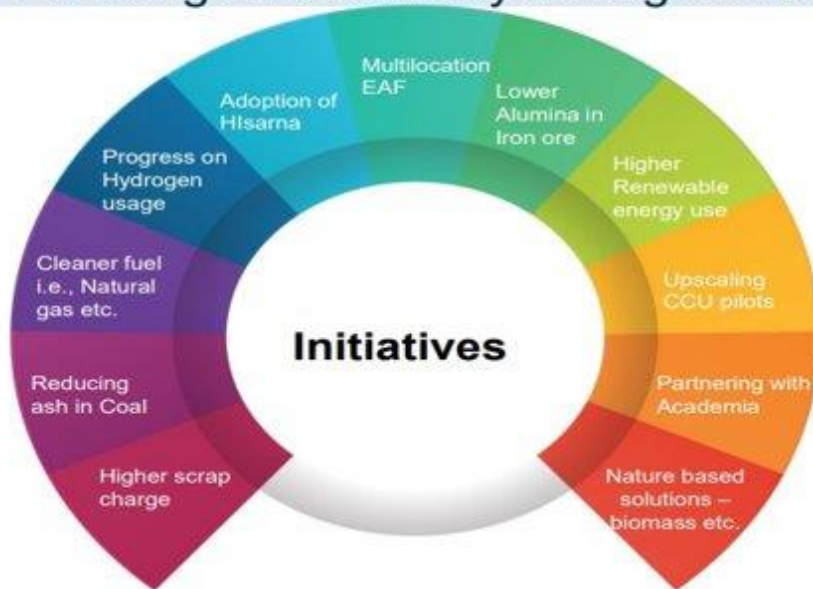 Multilocation
EAF
Adoption of
HIsarna
Lower
Alumina in
Iron ore
Progress on
Hydrogen
usage
Higher
Renewable
energy use
Cleaner fuel
i.e., Natural
gas etc.
Upscaling
CCU pilots
Initiatives
Reducing
ash in Coal
Partnering with
Academia
Higher scrap
charge
Nature based
solutions –
biomass etc.